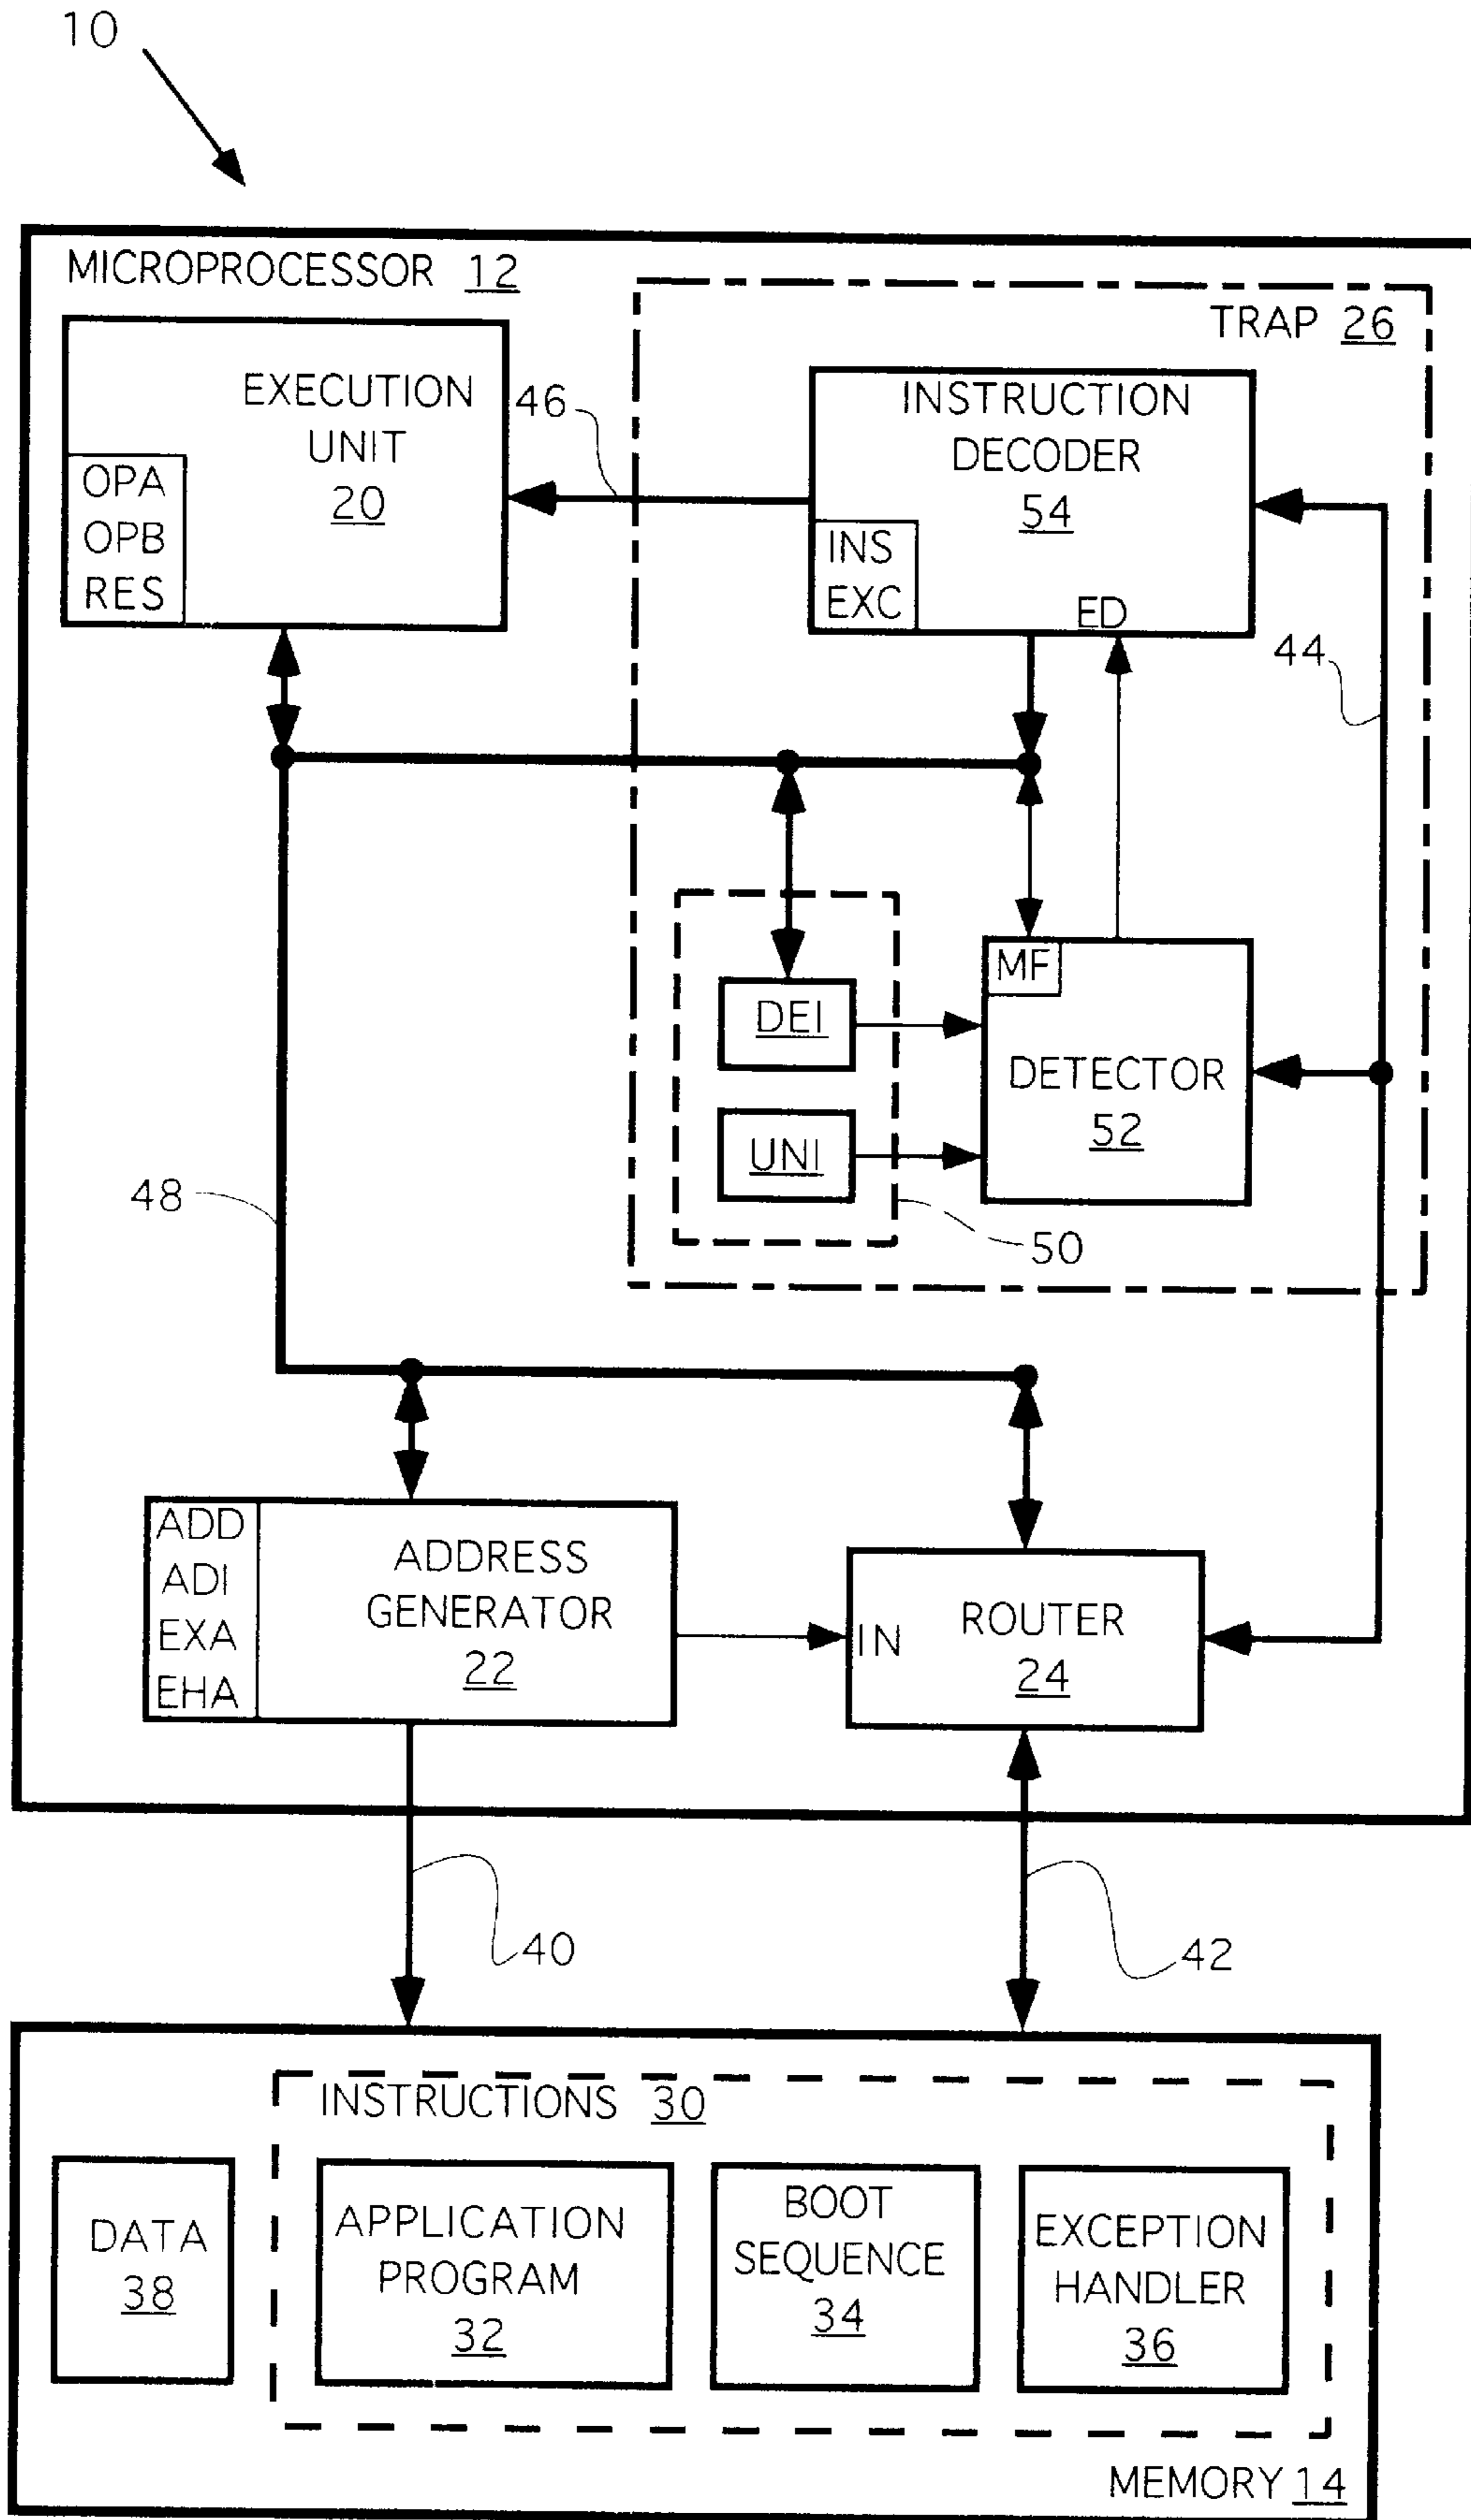 10
MICROPROCESSOR 12
TRAP 26
EXECUTION
UNIT
20
OPA
OPB
RES
46
INSTRUCTION
DECODER
54
INS
EXC
ED
44
MF
DEI
DETECTOR
52
UNI
48
50
ADD
ADI
EXA
EHA
ADDRESS
GENERATOR
22
IN
ROUTER
24
40
42
INSTRUCTIONS 30
DATA
38
APPLICATION
PROGRAM
32
BOOT
SEQUENCE
34
EXCEPTION
HANDLER
36
MEMORY 14